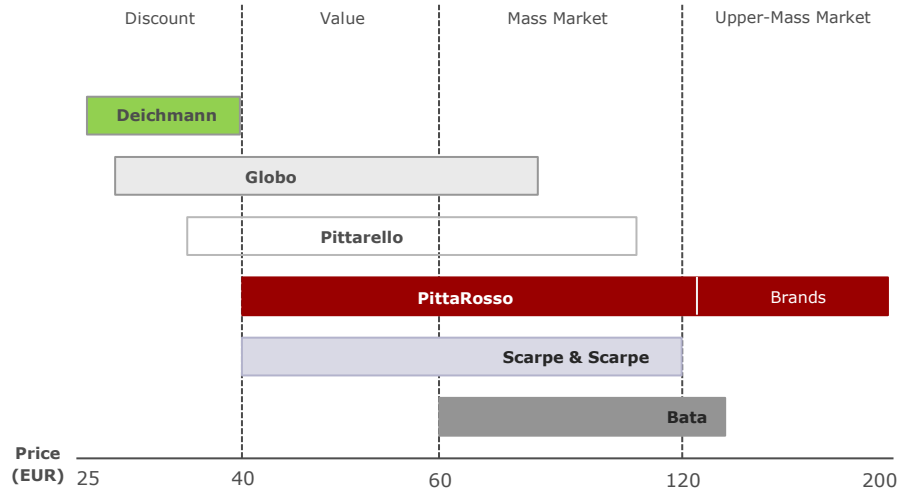 Discount Value Mass Market Upper-Mass Market
Deichmann
Globo
Pittarello
PittaRosso Brands
Scarpe & Scarpe
Bata
Price
(EUR)
25 40 60 120 200